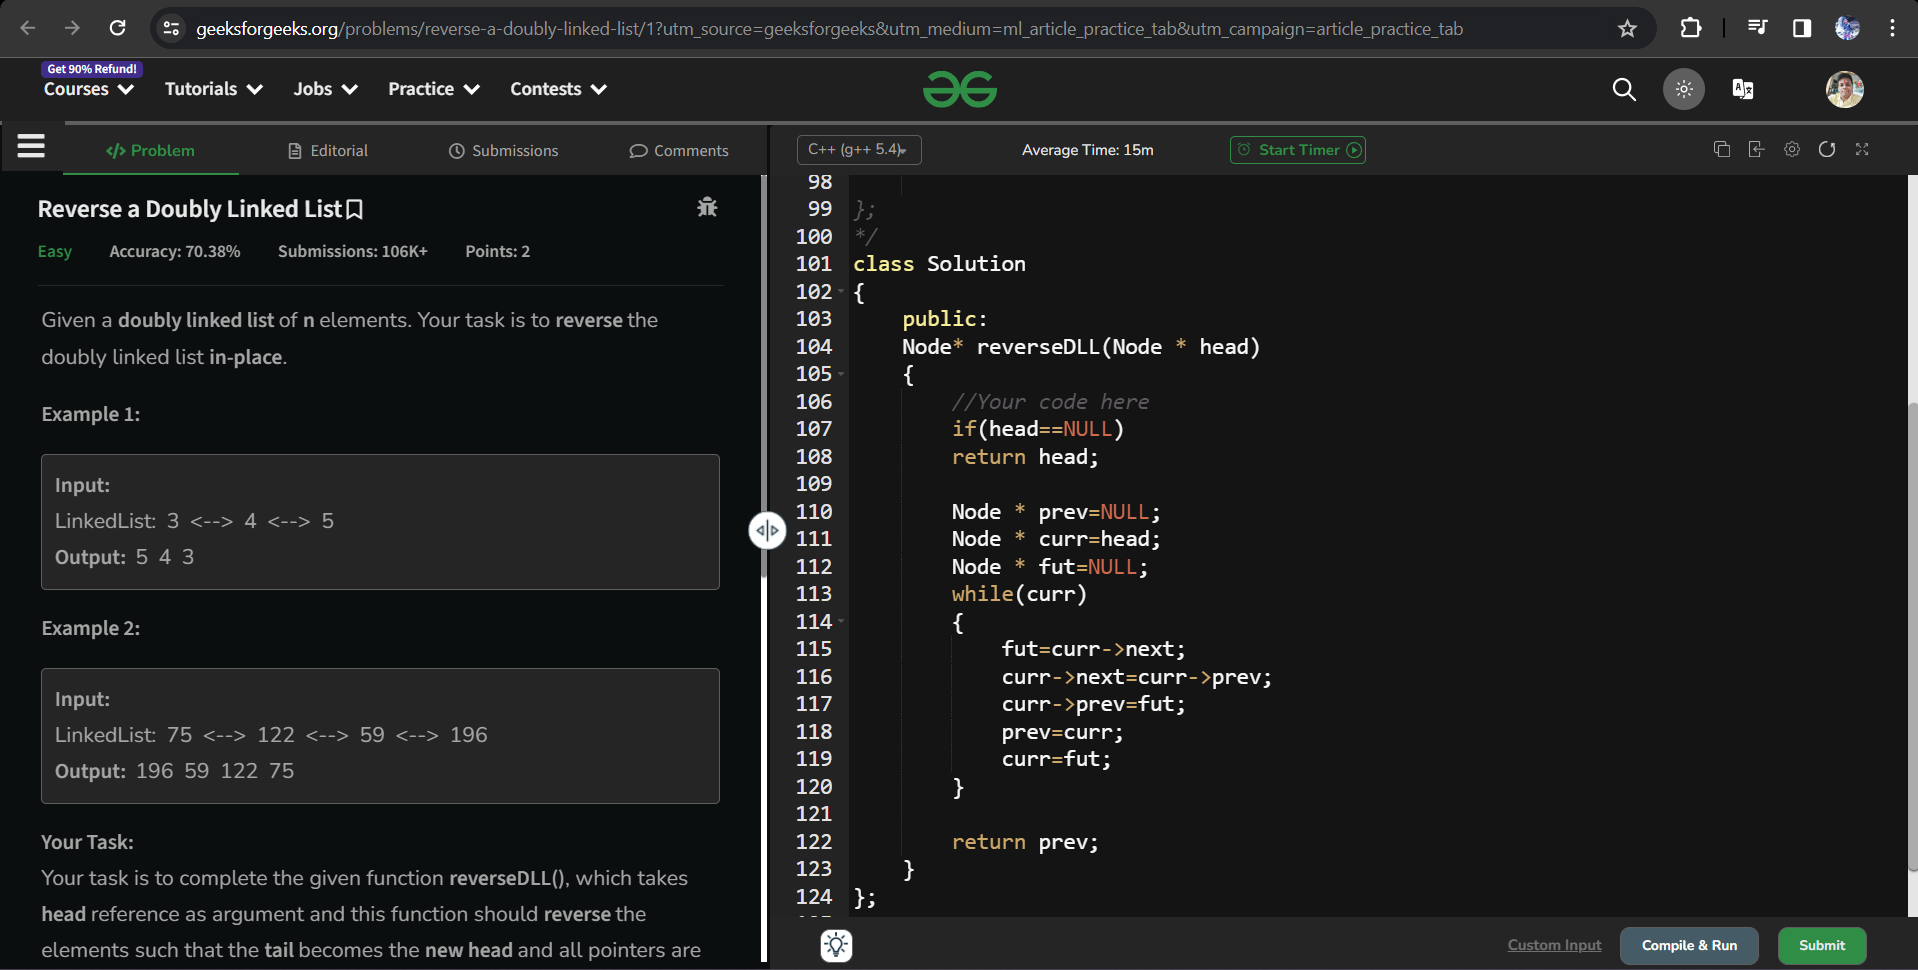 geeksforgeeks.org/problems/reverse-a-doubly-linked-list/1?utm_source=geeksforgeeks&utm_medium=ml_article_practice_tab&utm_campaign=article_practice_tab
Get 90% Refund!
Courses Tutorials Jobs Practice Contests
</> Problem Editorial Submissions Comments
Reverse a Doubly Linked List
Easy Accuracy: 70.38% Submissions: 106K+ Points: 2
Given a doubly linked list of n elements. Your task is to reverse the
doubly linked list in-place.
Example 1:
Input:
LinkedList: 3 <--> 4 <--> 5
Output: 5 4 3
Example 2:
Input:
LinkedList: 75 <--> 122 <--> 59 <--> 196
Output: 196 59 122 75
Your Task:
Your task is to complete the given function reverseDLL(), which takes
head reference as argument and this function should reverse the
elements such that the tail becomes the new head and all pointers are
C++ (g++ 5.4) Average Time: 15m Start Timer
98
99 };
100 */
101 class Solution
102 {
103 public:
104 Node* reverseDLL(Node * head)
105 {
106 //Your code here
107 if(head==NULL)
108 return head;
109
110 Node * prev=NULL;
111 Node * curr=head;
112 Node * fut=NULL;
113 while(curr)
114 {
115 fut=curr->next;
116 curr->next=curr->prev;
117 curr->prev=fut;
118 prev=curr;
119 curr=fut;
120 }
121
122 return prev;
123 }
124 };
Custom Input Compile & Run Submit